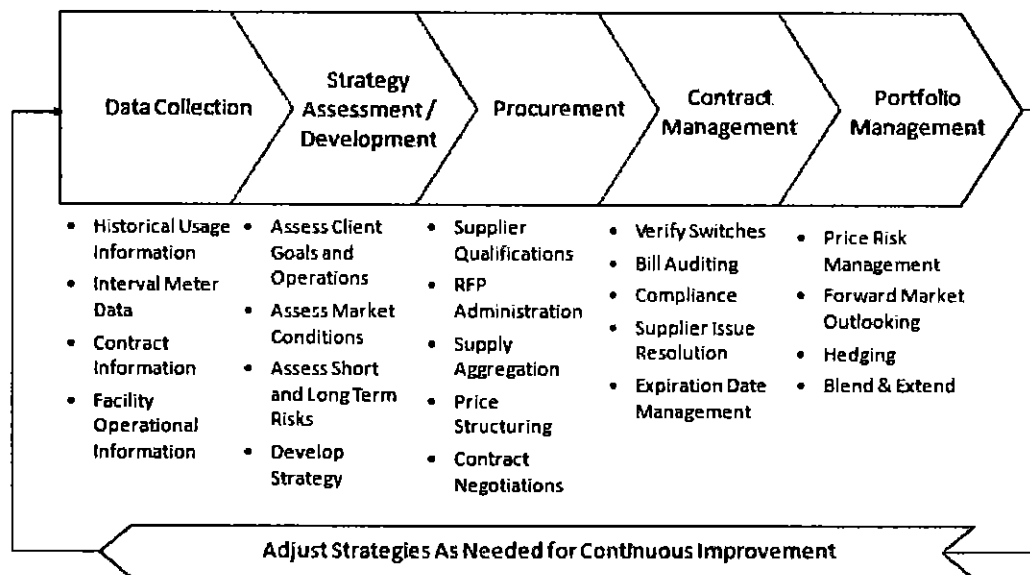 Data Collection
Strategy
Assessment /
Development
Procurement
Contract
Management
Portfolio
Management
• Historical Usage
Information
• Interval Meter
Data
• Contract
Information
• Facility
Operational
Information
• Assess Client
Goals and
Operations
• Assess Market
Conditions
• Assess Short
and Long Term
Risks
• Develop
Strategy
• Supplier
Qualifications
• RFP
Administration
• Supply
Aggregation
• Price
Structuring
• Contract
Negotiations
• Verify Switches
• Bill Auditing
• Compliance
• Supplier Issue
Resolution
• Expiration Date
Management
• Price Risk
Management
• Forward Market
Outlooking
• Hedging
• Blend & Extend
Adjust Strategies As Needed for Continuous Improvement